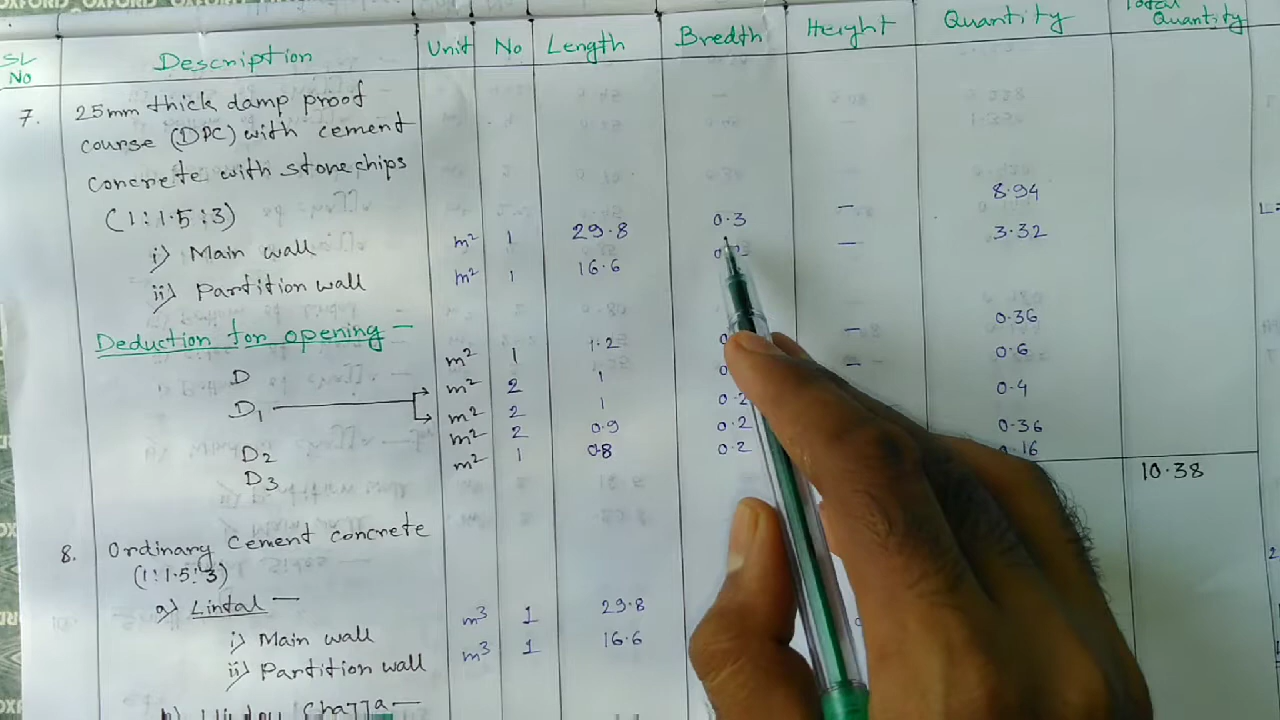 OXFORD
SL No Description Unit No Length Bredth Height Quantity Total Quantity
7. 25mm thick damp proof
course (DPC) with cement
concrete with stonechips
(1:1.5:3)
i) Main wall m² 1 29.8 0.3 — 8.94
ii) Partition wall m² 1 16.6 — 3.32
Deduction for opening —
D m² 1 1.2 — 0.36
D1 m² 2 1 — 0.6
m² 2 1 0.2 0.4
D2 m² 2 0.9 0.2 0.36
D3 m² 1 0.8 0.2 0.16
10.38
8. Ordinary Cement concrete
(1:1.5:3)
a) Lintal —
i) Main wall m³ 1 29.8
ii) Partition wall m³ 1 16.6